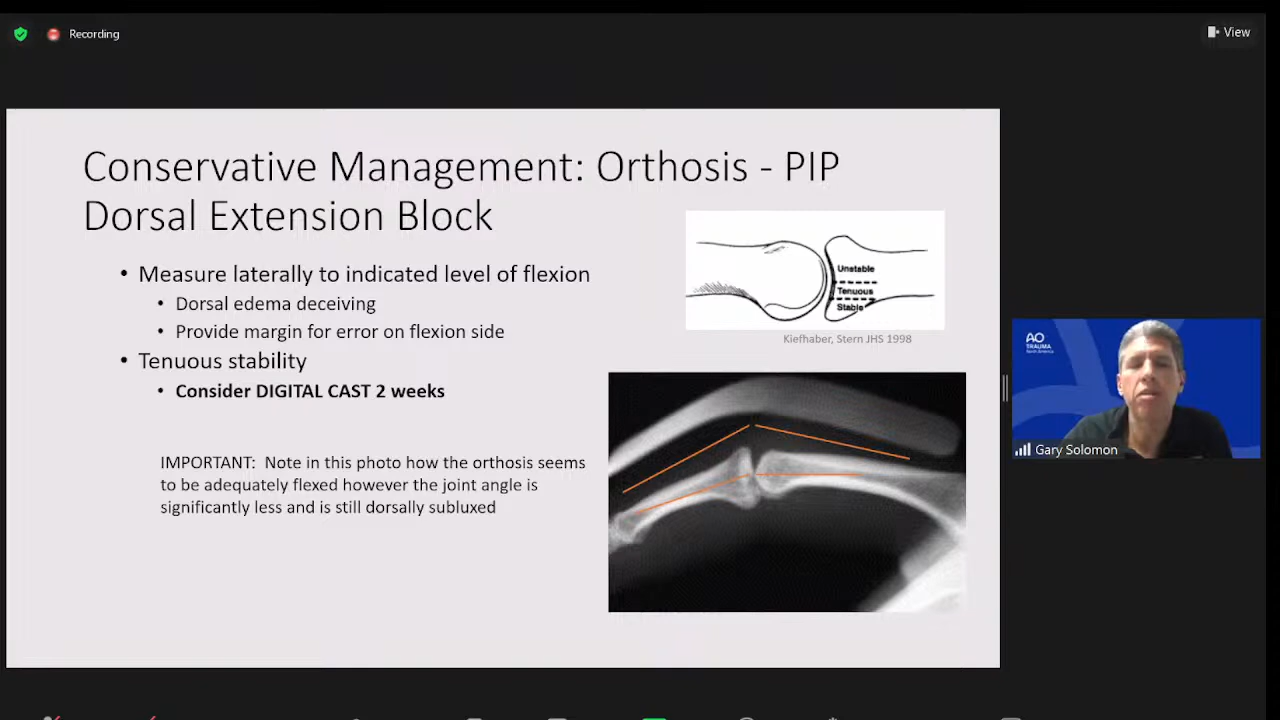 Recording
View
Conservative Management: Orthosis - PIP
Dorsal Extension Block
• Measure laterally to indicated level of flexion
• Dorsal edema deceiving
• Provide margin for error on flexion side
• Tenuous stability
• Consider DIGITAL CAST 2 weeks
IMPORTANT: Note in this photo how the orthosis seems
to be adequately flexed however the joint angle is
significantly less and is still dorsally subluxed
Unstable
Tenuous
Stable
Kiefhaber, Stern JHS 1998
AO
TRAUMA
North America
Gary Solomon